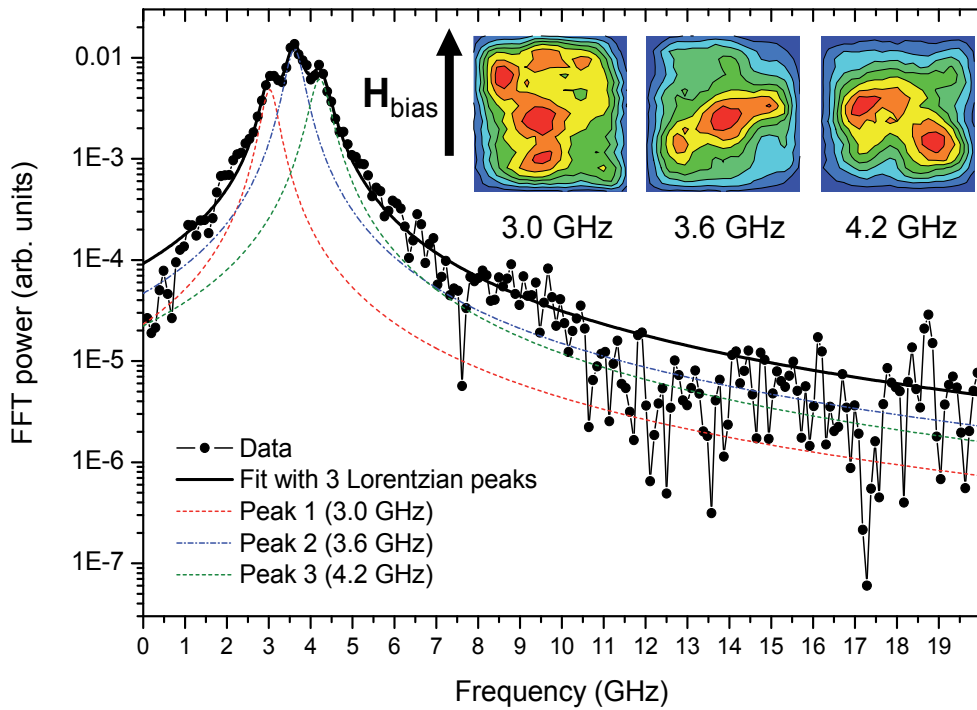 0.01
1E-3
1E-4
1E-5
1E-6
1E-7
FFT power (arb. units)
H bias
3.0 GHz 3.6 GHz 4.2 GHz
Data
Fit with 3 Lorentzian peaks
Peak 1 (3.0 GHz)
Peak 2 (3.6 GHz)
Peak 3 (4.2 GHz)
0 1 2 3 4 5 6 7 8 9 10 11 12 13 14 15 16 17 18 19
Frequency (GHz)